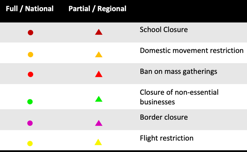 Full / National Partial / Regional
School Closure
Domestic movement restriction
Ban on mass gatherings
Closure of non-essential
businesses
Border closure
Flight restriction